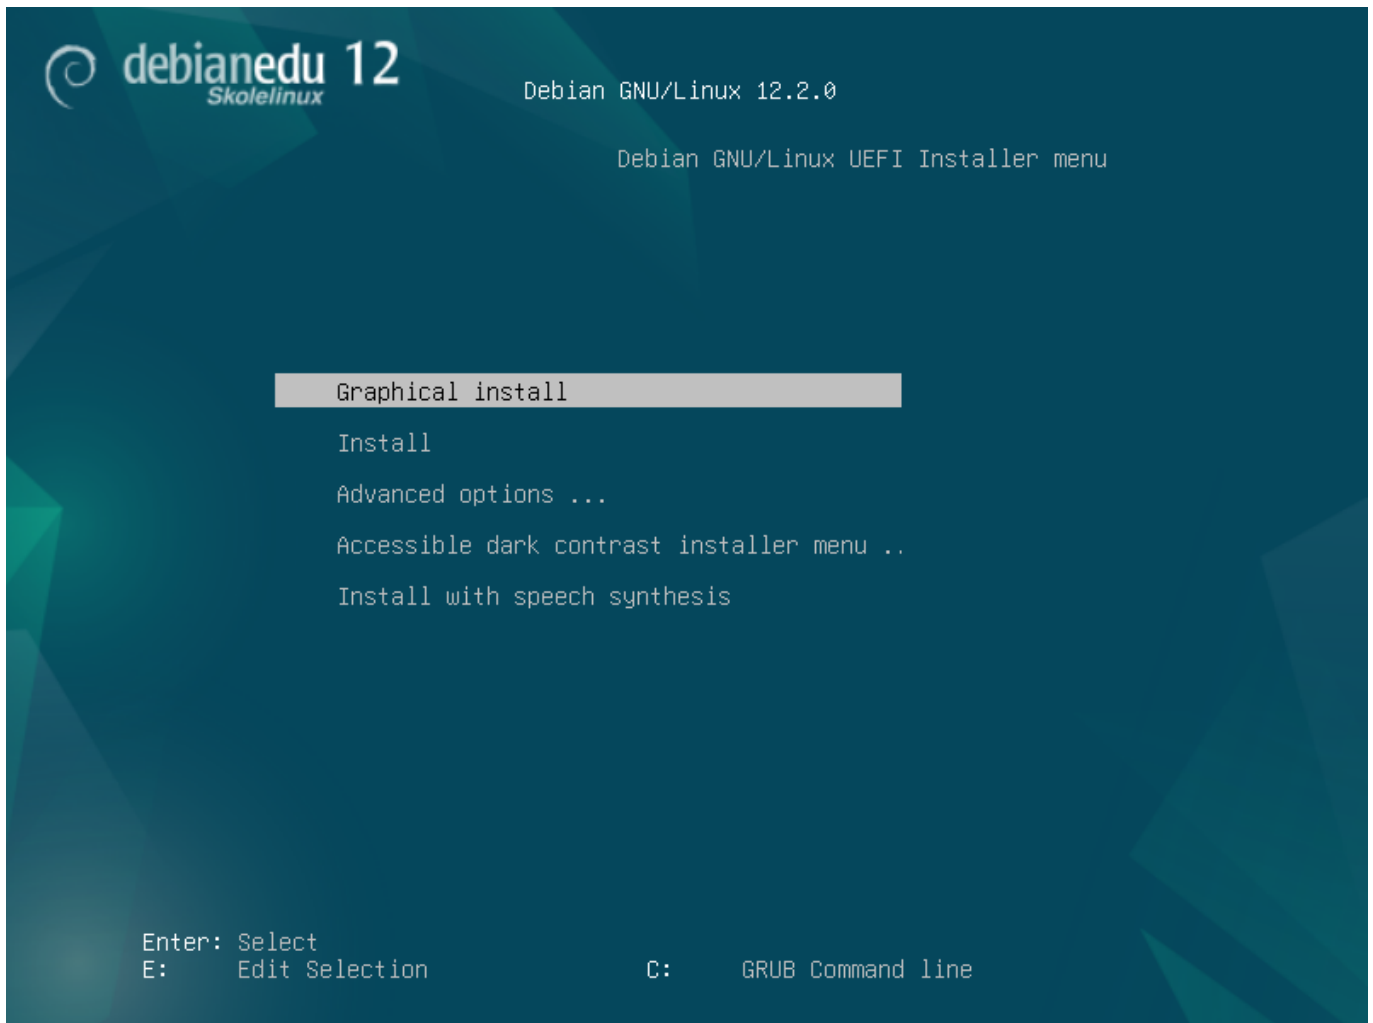 debianedu 12
Skolelinux
Debian GNU/Linux 12.2.0
Debian GNU/Linux UEFI Installer menu
Graphical install
Install
Advanced options ...
Accessible dark contrast installer menu ..
Install with speech synthesis
Enter: Select
E: Edit Selection C: GRUB Command line